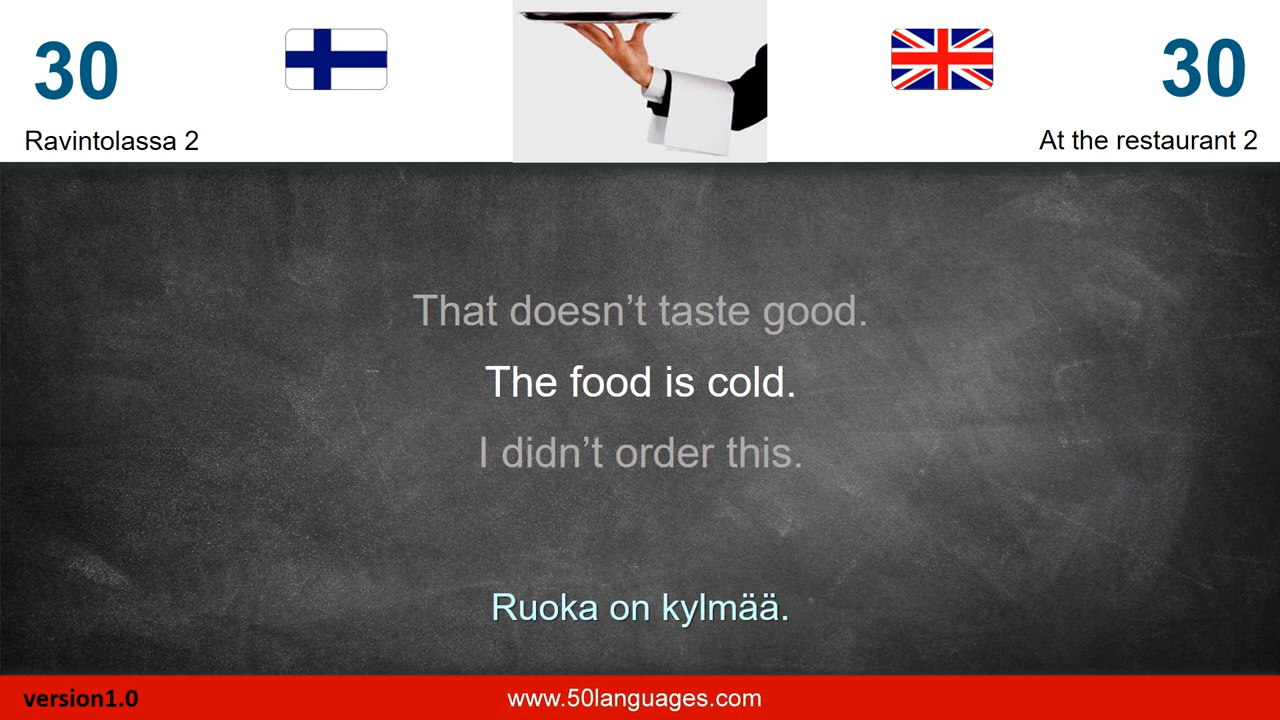 30
30
Ravintolassa 2
At the restaurant 2
That doesn’t taste good.
The food is cold.
I didn’t order this.
Ruoka on kylmää.
version1.0
www.50languages.com